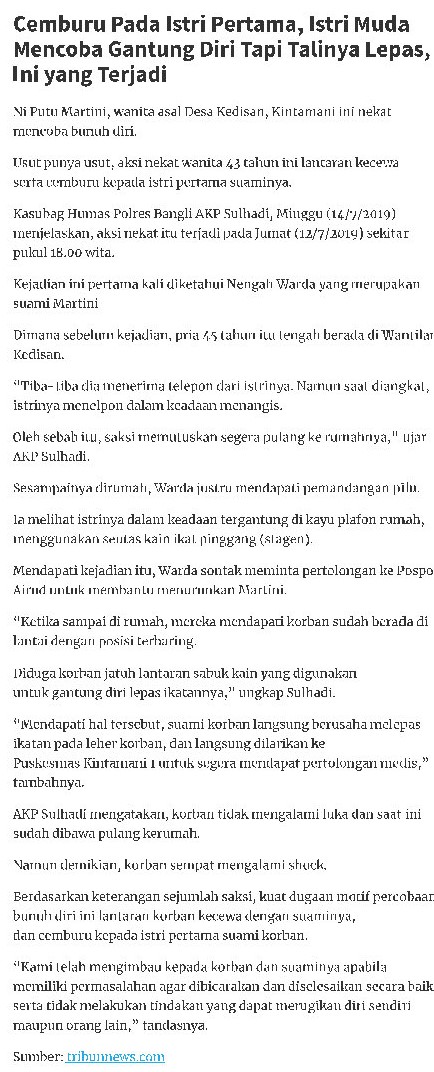 Cemburu Pada Istri Pertama, Istri Muda
Mencoba Gantung Diri Tapi Talinya Lepas,
Ini yang Terjadi
Ni Putu Martini, wanita asal Desa Kedisan, Kintamani ini nekat
mencoba bunuh diri.
Usut punya usut, aksi nekat wanita 43 tahun ini lantaran kecewa
serta cemburu kepada istri pertama suaminya.
Kasubag Humas Polres Bangli AKP Sulhadi, Minggu (14/7/2019)
menjelaskan, aksi nekat itu terjadi pada Jumat (12/7/2019) sekitar
pukul 18.00 wita.
Kejadian ini pertama kali diketahui Nengah Warda yang merupakan
suami Martini
Dimana sebelum kejadian, pria 45 tahun itu tengah berada di Wantilan
Kedisan.
"Tiba-tiba dia menerima telepon dari istrinya. Namun saat diangkat,
istrinya menelpon dalam keadaan menangis.
Oleh sebab itu, saksi memutuskan segera pulang ke rumahnya," ujar
AKP Sulhadi.
Sesampainya dirumah, Warda justru mendapati pemandangan pilu.
Ia melihat istrinya dalam keadaan tergantung di kayu plafon rumah,
menggunakan seutas kain ikat pinggang (stagen).
Mendapati kejadian itu, Warda sontak meminta pertolongan ke Pospo
Airud untuk membantu menurunkan Martini.
"Ketika sampai di rumah, mereka mendapati korban sudah berada di
lantai dengan posisi terbaring.
Diduga korban jatuh lantaran sabuk kain yang digunakan
untuk gantung diri lepas ikatannya," ungkap Sulhadi.
"Mendapati hal tersebut, suami korban langsung berusaha melepas
ikatan pada leher korban, dan langsung dilarikan ke
Puskesmas Kintamani 1 untuk segera mendapat pertolongan medis,"
tambahnya.
AKP Sulhadi mengatakan, korban tidak mengalami luka dan saat ini
sudah dibawa pulang kerumah.
Namun demikian, korban sempat mengalami shock.
Berdasarkan keterangan sejumlah saksi, kuat dugaan motif percobaan
bunuh diri ini lantaran korban kecewa dengan suaminya,
dan cemburu kepada istri pertama suami korban.
"Kami telah mengimbau kepada korban dan suaminya apabila
memiliki permasalahan agar dibicarakan dan diselesaikan secara baik
serta tidak melakukan tindakan yang dapat merugikan diri sendiri
maupun orang lain," tandasnya.
Sumber: tribunnews.com